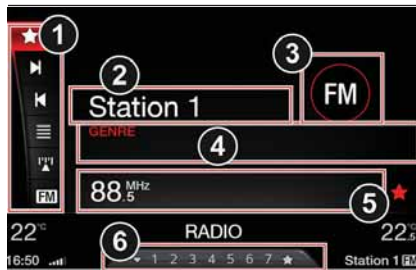 1
2
3
Station 1
FM
GENRE
4
88.5 MHz
5
FM
22°C
RADIO
22.5°C
6
16:50
1 2 3 4 5 6 7
Station 1 FM